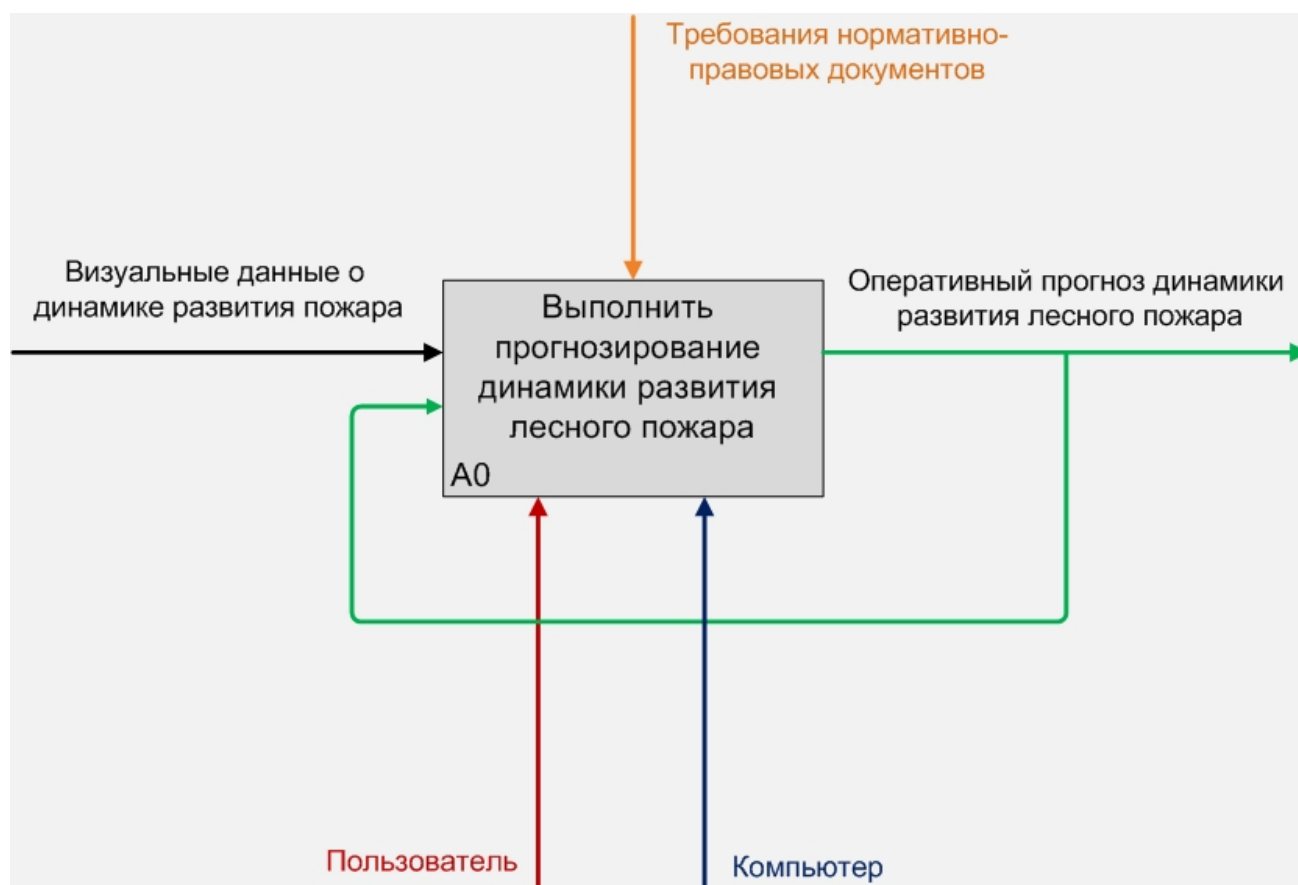 Требования нормативно-
правовых документов
Визуальные данные о
динамике развития пожара
Выполнить
прогнозирование
динамики развития
лесного пожара
A0
Оперативный прогноз динамики
развития лесного пожара
Пользователь
Компьютер